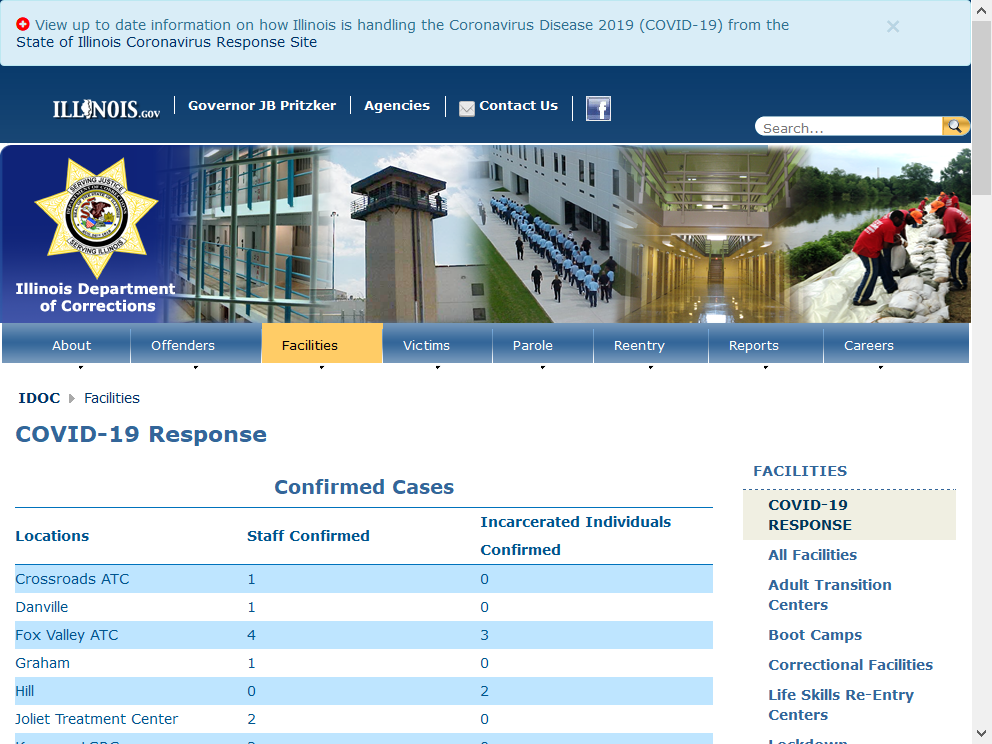 View up to date information on how Illinois is handling the Coronavirus Disease 2019 (COVID-19) from the
State of Illinois Coronavirus Response Site
×
ILLINOIS.GOV
Governor JB Pritzker
Agencies
Contact Us
f
Search...
SERVING JUSTICE
SERVING ILLINOIS
Illinois Department
of Corrections
About
Offenders
Facilities
Victims
Parole
Reentry
Reports
Careers
IDOC
Facilities
COVID-19 Response
Confirmed Cases
Locations Staff Confirmed Incarcerated Individuals
Confirmed
Crossroads ATC 1 0
Danville 1 0
Fox Valley ATC 4 3
Graham 1 0
Hill 0 2
Joliet Treatment Center 2 0
FACILITIES
COVID-19
RESPONSE
All Facilities
Adult Transition
Centers
Boot Camps
Correctional Facilities
Life Skills Re-Entry
Centers
Lockdown